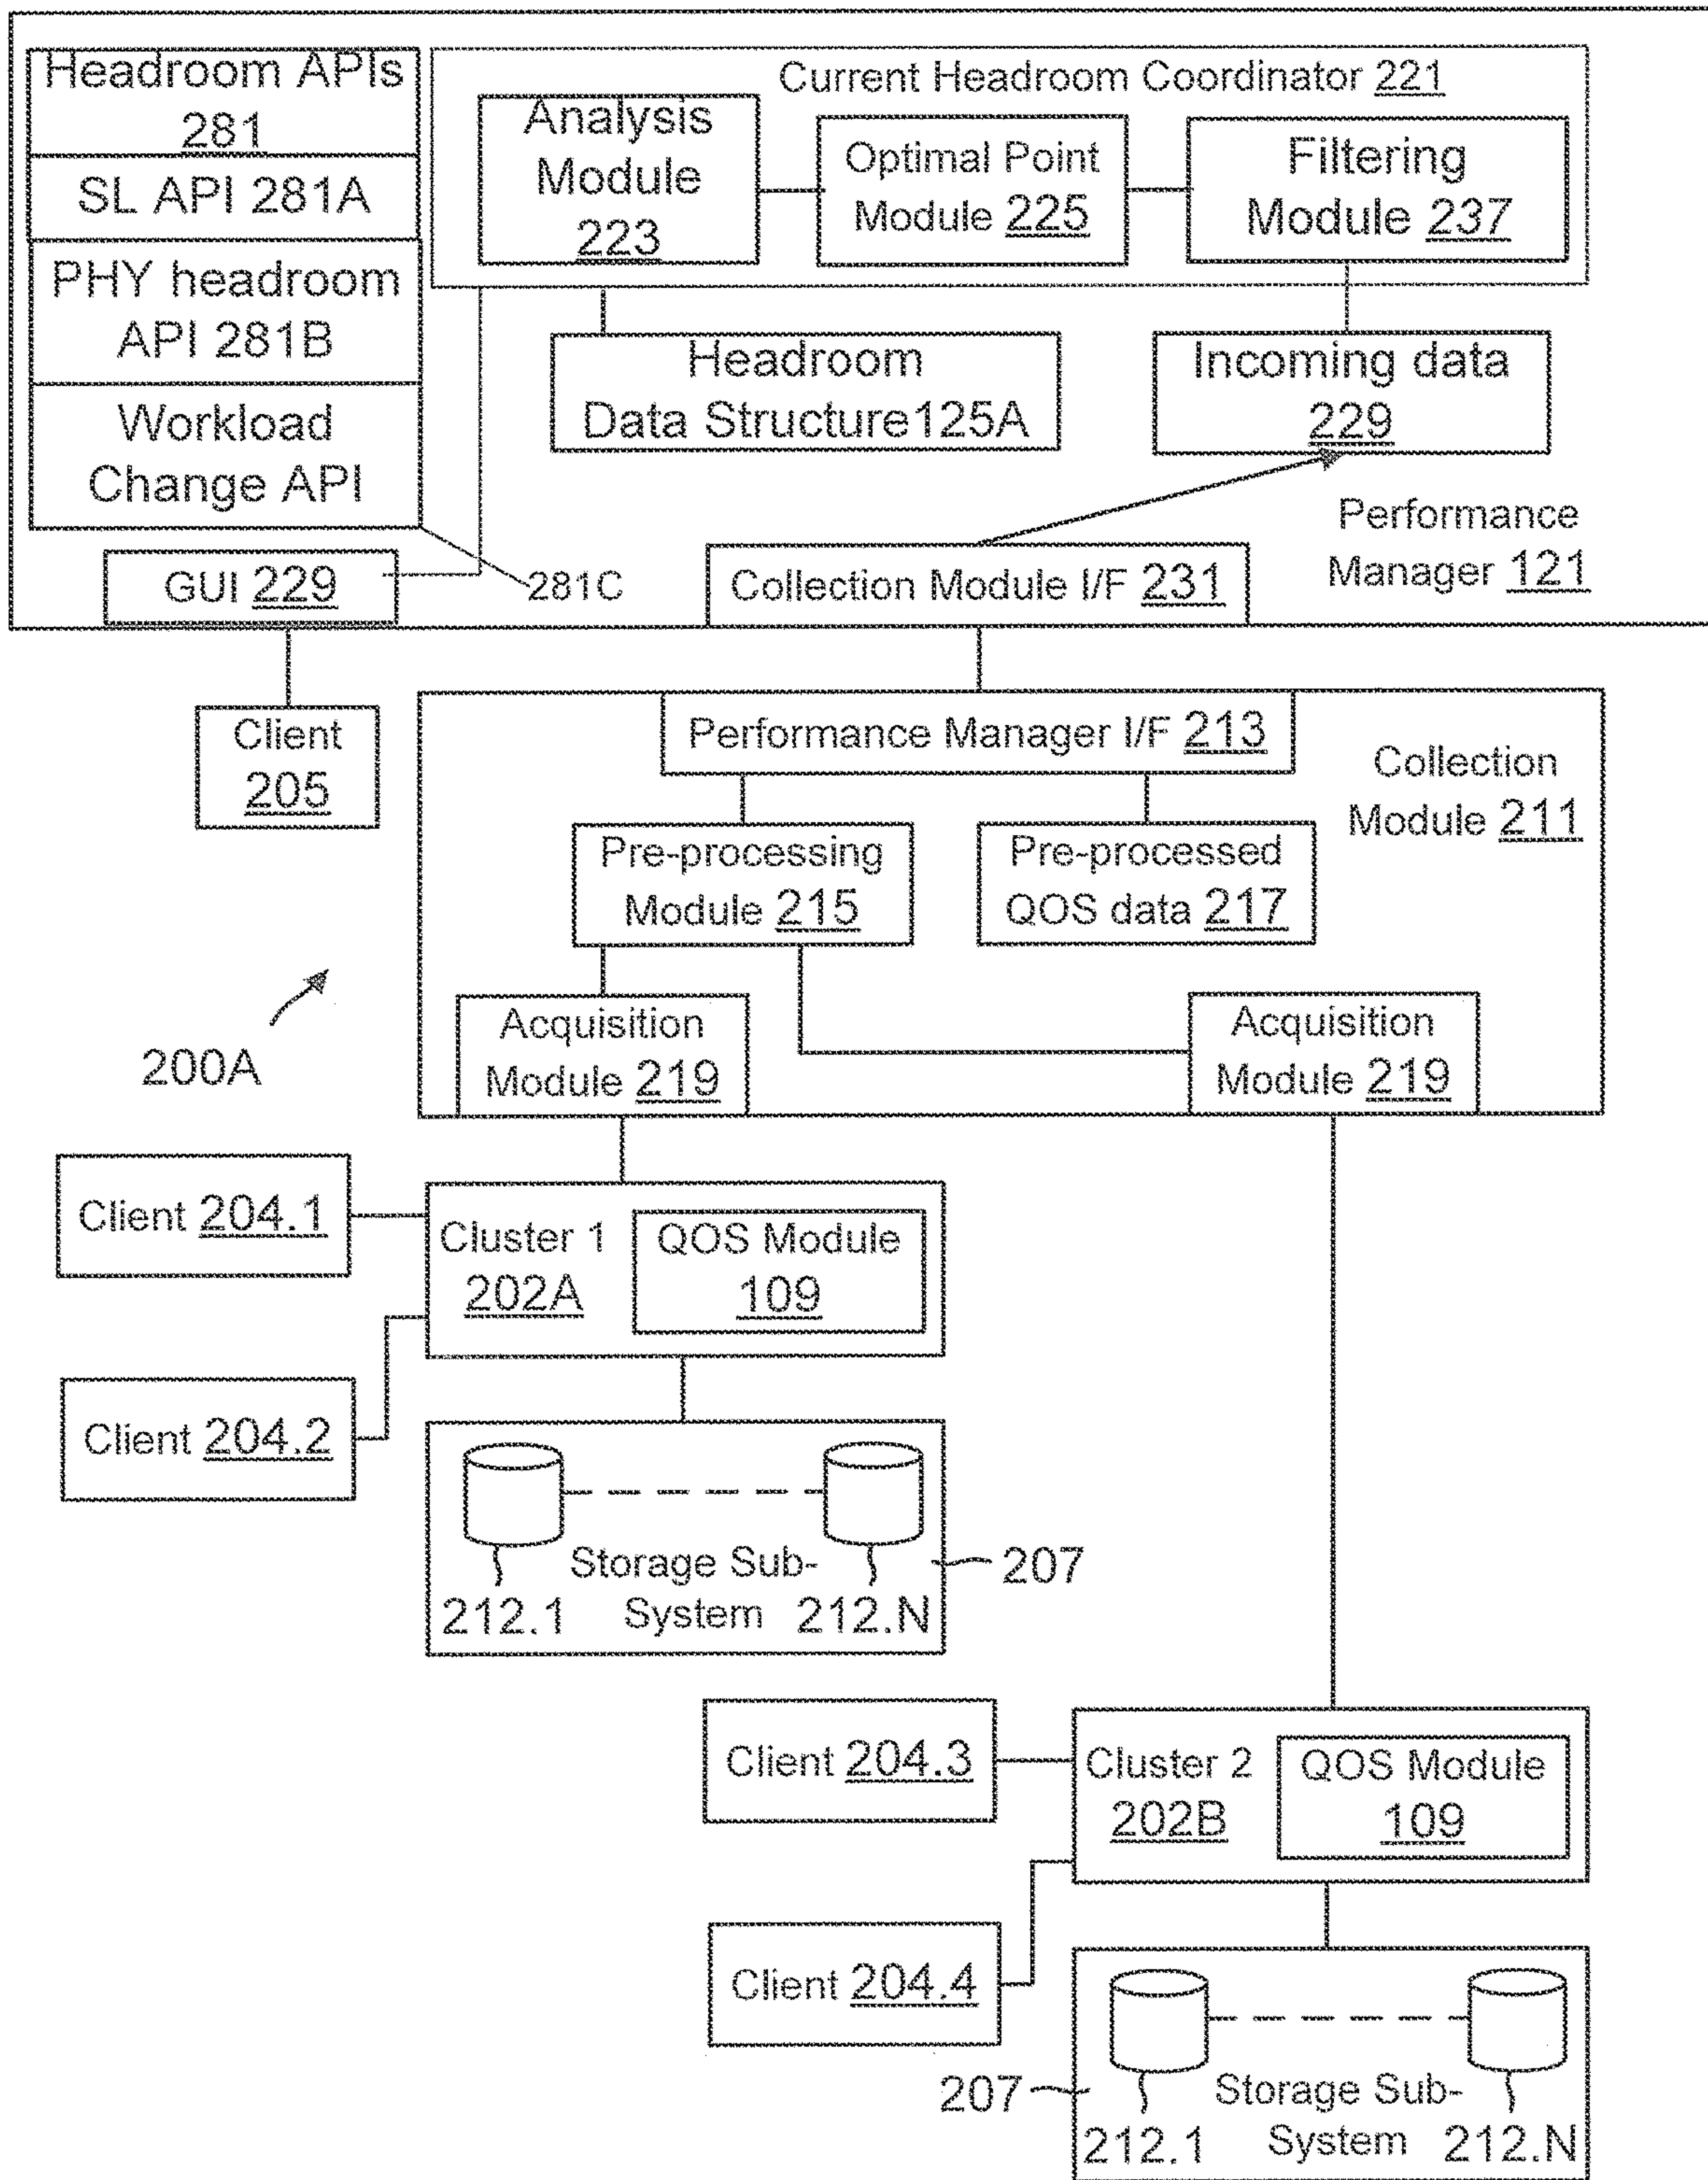 Headroom APIs
281
SL API 281A
PHY headroom
API 281B
Workload
Change API
281C
GUI 229
Current Headroom Coordinator 221
Analysis
Module
223
Optimal Point
Module 225
Filtering
Module 237
Headroom
Data Structure125A
Incoming data
229
Performance
Manager 121
Collection Module I/F 231
Client
205
Performance Manager I/F 213
Collection
Module 211
Pre-processing
Module 215
Pre-processed
QOS data 217
Acquisition
Module 219
Acquisition
Module 219
200A
Client 204.1
Cluster 1
202A
QOS Module
109
Client 204.2
Storage Sub-
System
212.1
212.N
207
Client 204.3
Cluster 2
202B
QOS Module
109
Client 204.4
207
Storage Sub-
System
212.1
212.N